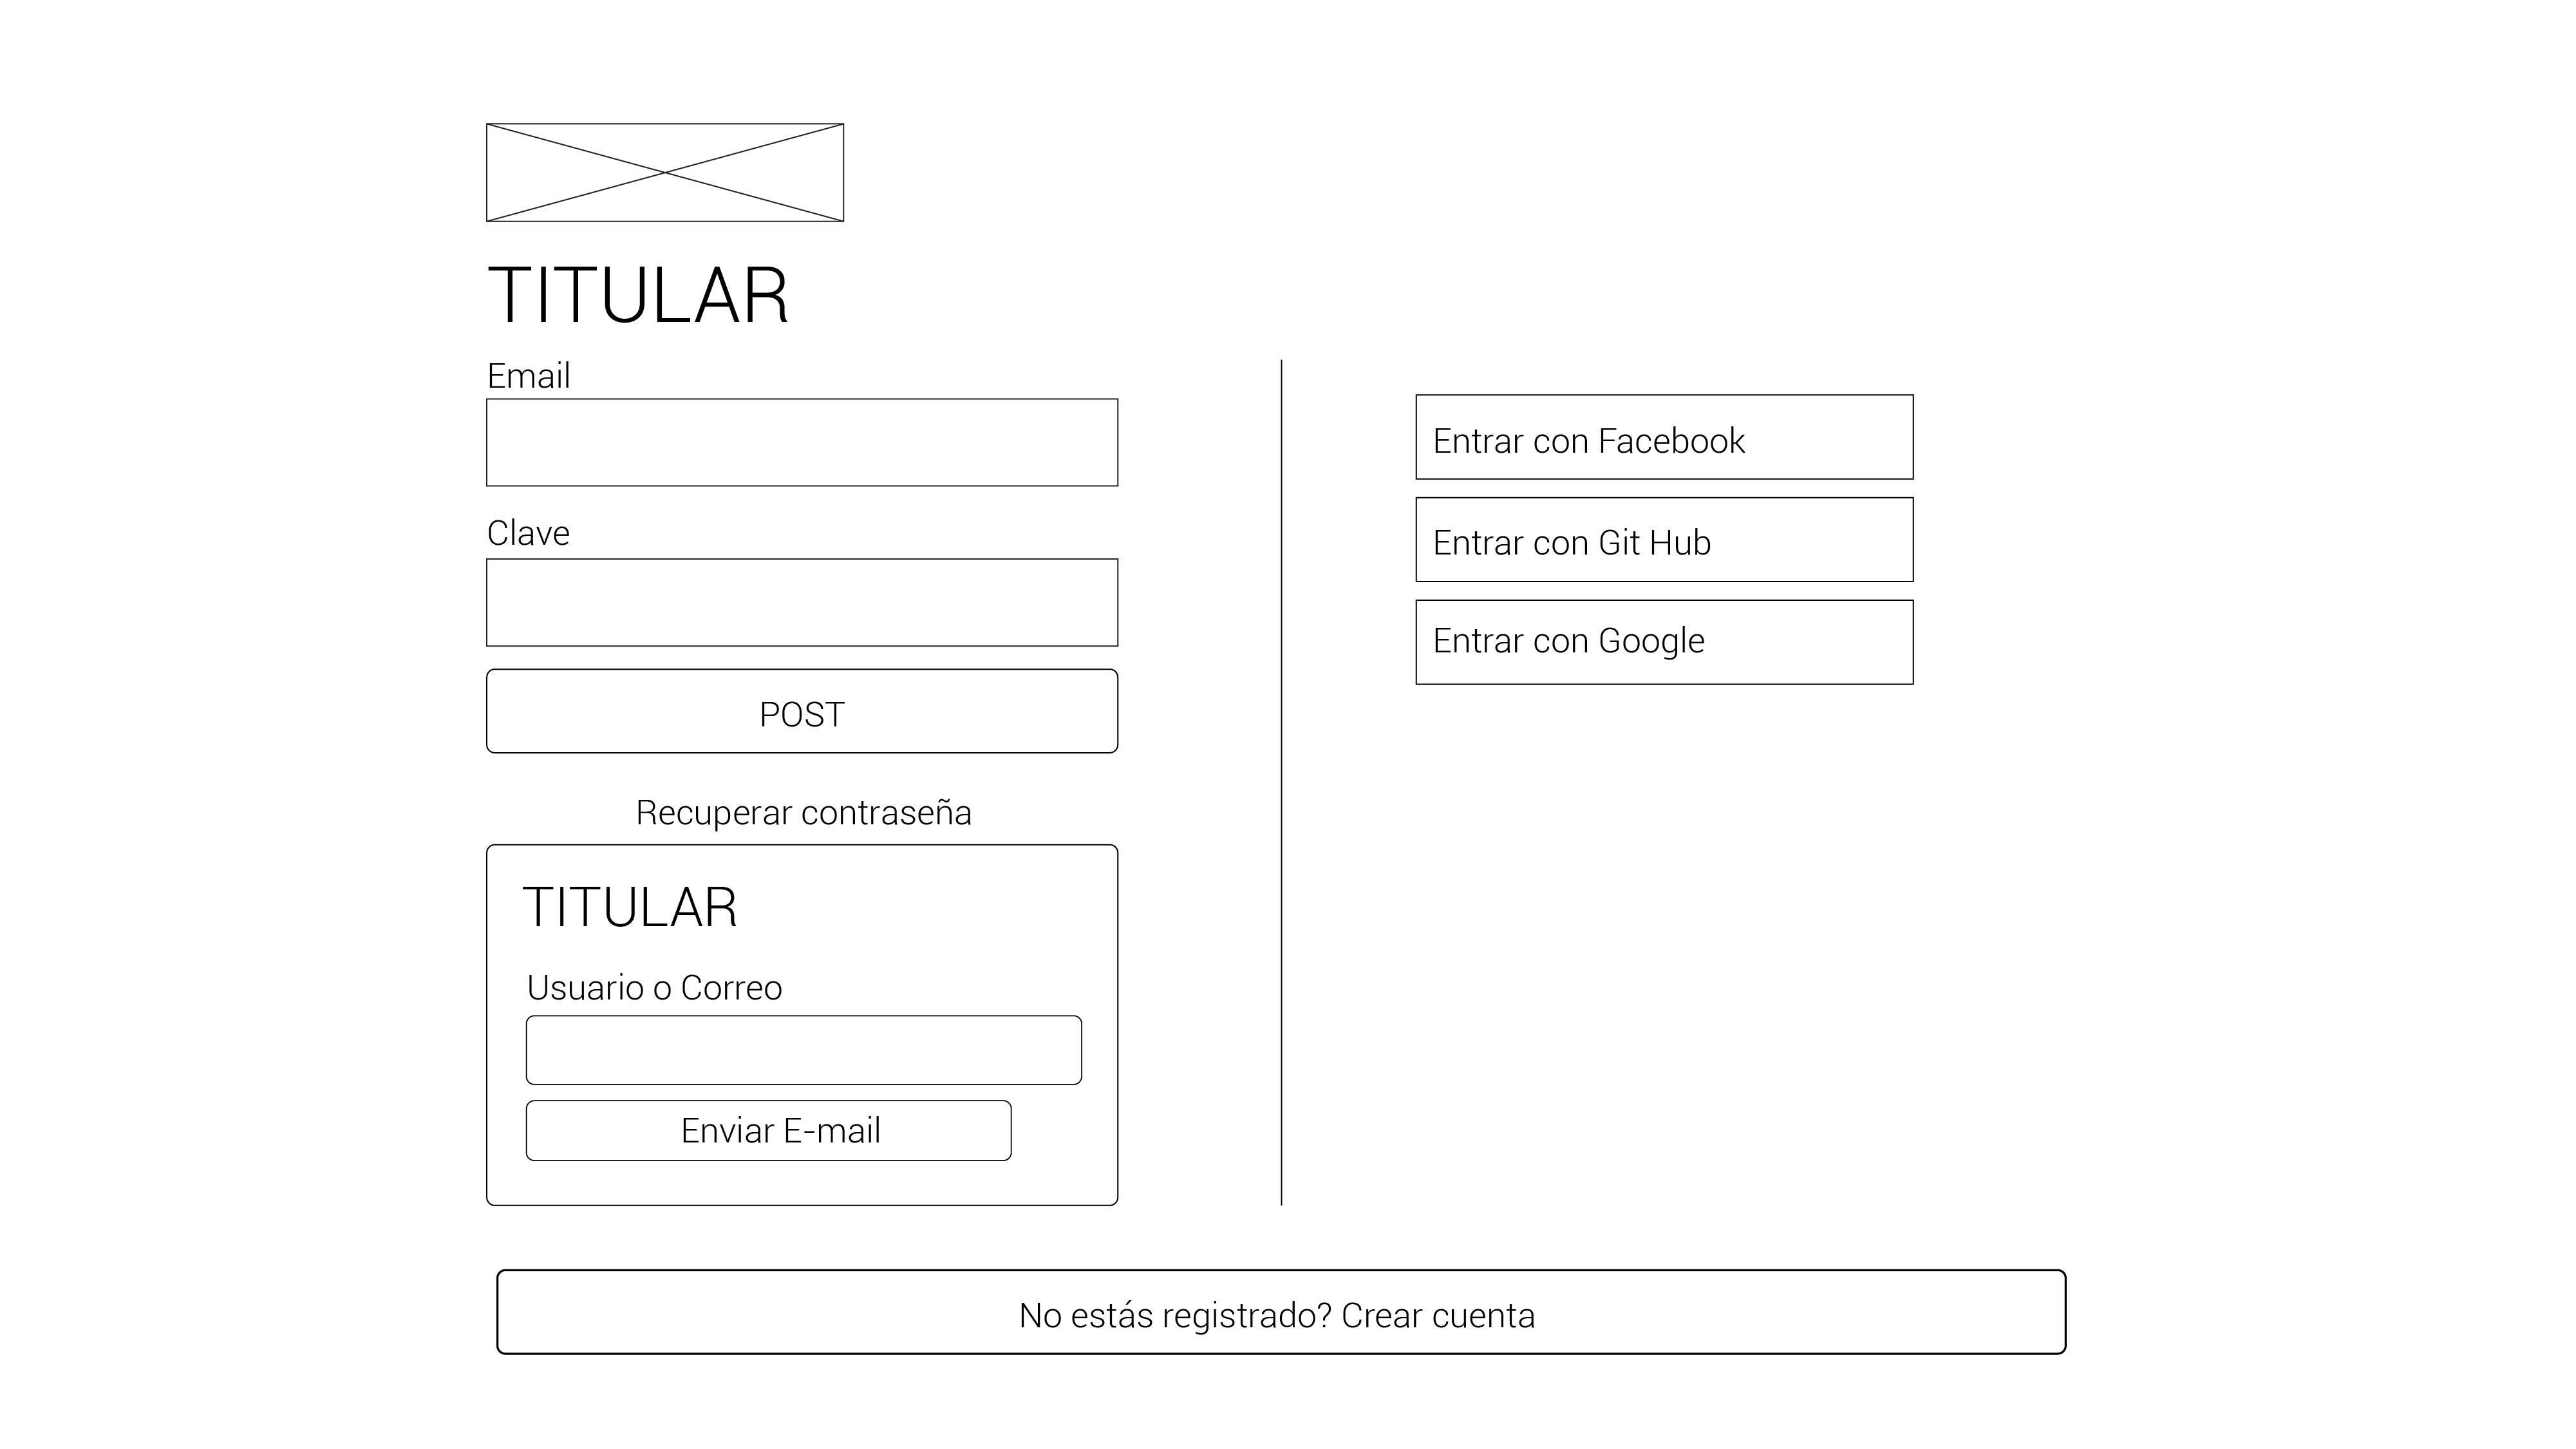 TITULAR
Email
Clave
POST
Recuperar contraseña
TITULAR
Usuario o Correo
Enviar E-mail
Entrar con Facebook
Entrar con Git Hub
Entrar con Google
No estás registrado? Crear cuenta